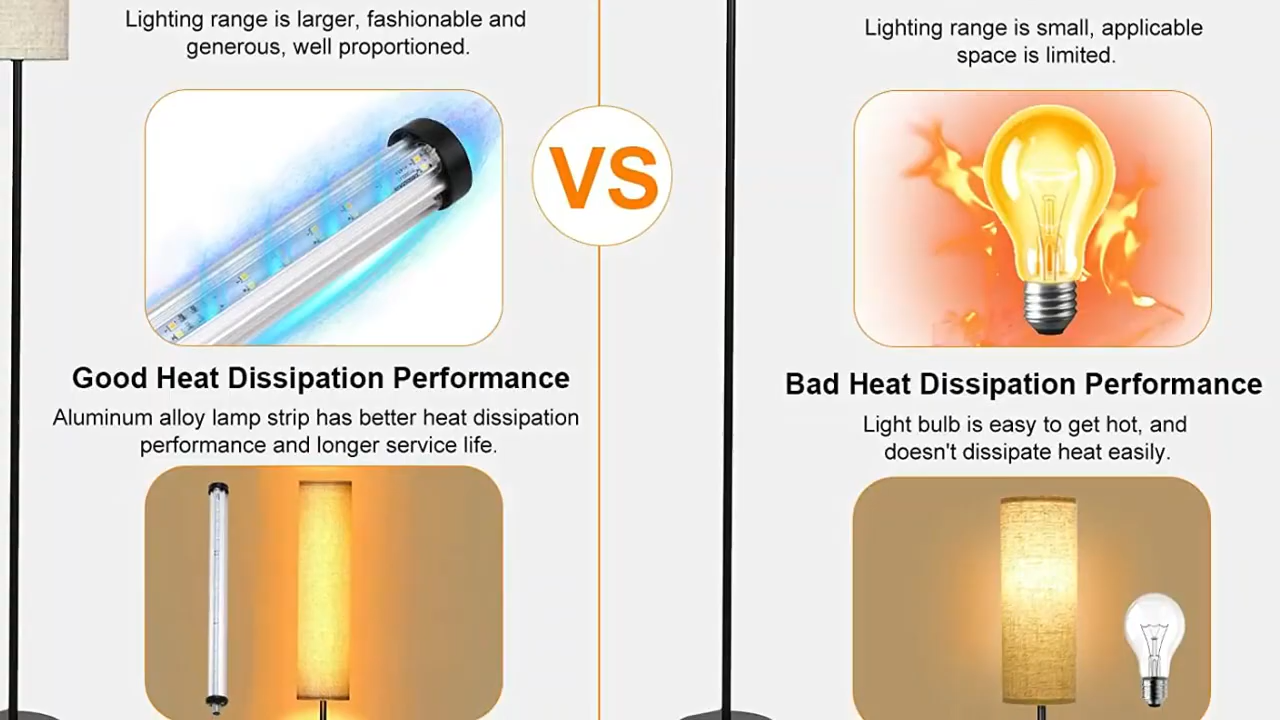 Lighting range is larger, fashionable and
generous, well proportioned.
Lighting range is small, applicable
space is limited.
VS
Good Heat Dissipation Performance
Aluminum alloy lamp strip has better heat dissipation
performance and longer service life.
Bad Heat Dissipation Performance
Light bulb is easy to get hot, and
doesn't dissipate heat easily.